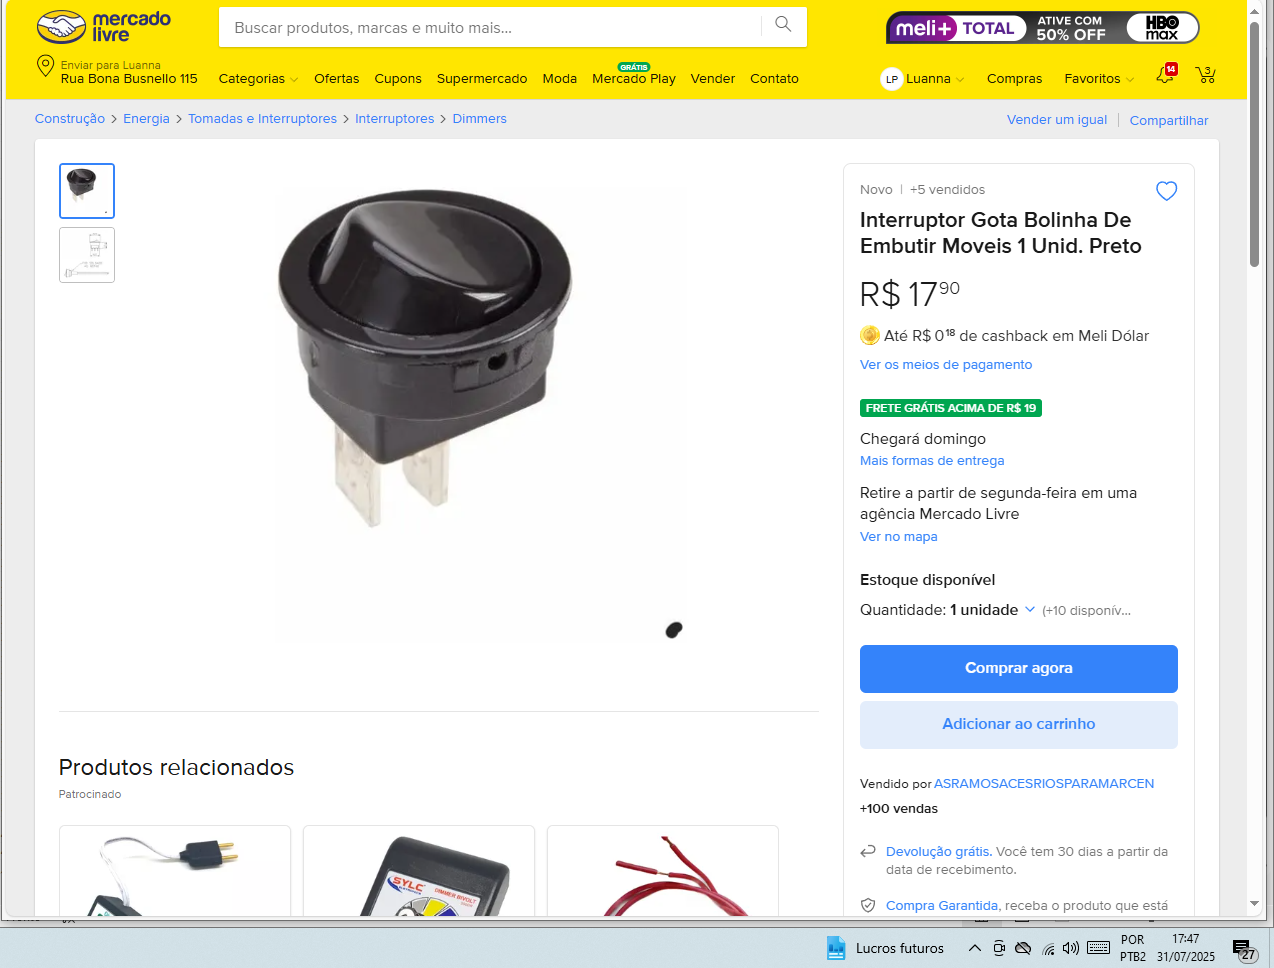 mercado
livre
Buscar produtos, marcas e muito mais...
meli+ TOTAL
ATIVE COM
50% OFF
HBO
max
Enviar para Luanna
Rua Bona Busnello 115
Categorias
Ofertas
Cupons
Supermercado
Moda
GRÁTIS
Mercado Play
Vender
Contato
LP
Luanna
Compras
Favoritos
14
3
Construção > Energia > Tomadas e Interruptores > Interruptores > Dimmers
Vender um igual
Compartilhar
Novo | +5 vendidos
Interruptor Gota Bolinha De
Embutir Moveis 1 Unid. Preto
R$ 17 90
Até R$ 0 18 de cashback em Meli Dólar
Ver os meios de pagamento
FRETE GRÁTIS ACIMA DE R$ 19
Chegará domingo
Mais formas de entrega
Retire a partir de segunda-feira em uma
agência Mercado Livre
Ver no mapa
Estoque disponível
Quantidade: 1 unidade (+10 disponív...
Comprar agora
Adicionar ao carrinho
Vendido por ASRAMOSACESRIOSPARAMARCEN
+100 vendas
Devolução grátis. Você tem 30 dias a partir da
data de recebimento.
Compra Garantida, receba o produto que está
Produtos relacionados
Patrocinado
SYLC
DIMMER BIVOLT
Lucros futuros
POR
PTB2
17:47
31/07/2025
27